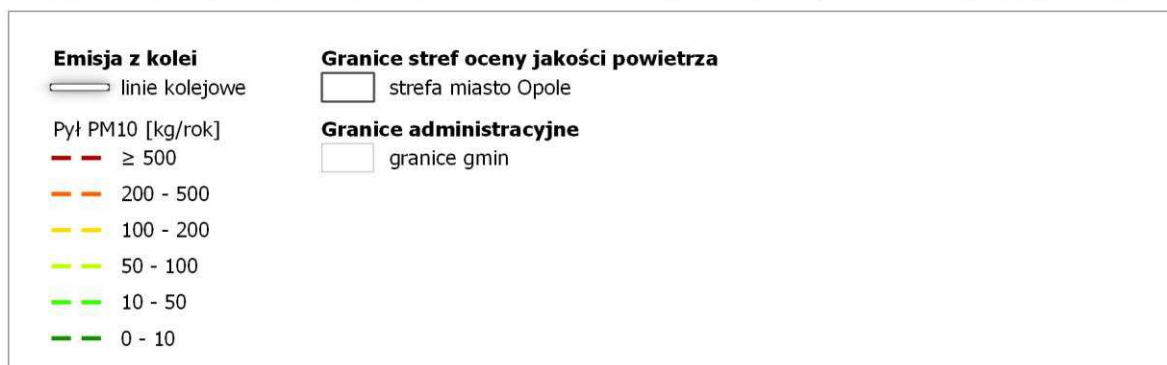 Emisja z kolei
linie kolejowe
Pył PM10 [kg/rok]
≥ 500
200 - 500
100 - 200
50 - 100
10 - 50
0 - 10
Granice stref oceny jakości powietrza
strefa miasto Opole
Granice administracyjne
granice gmin